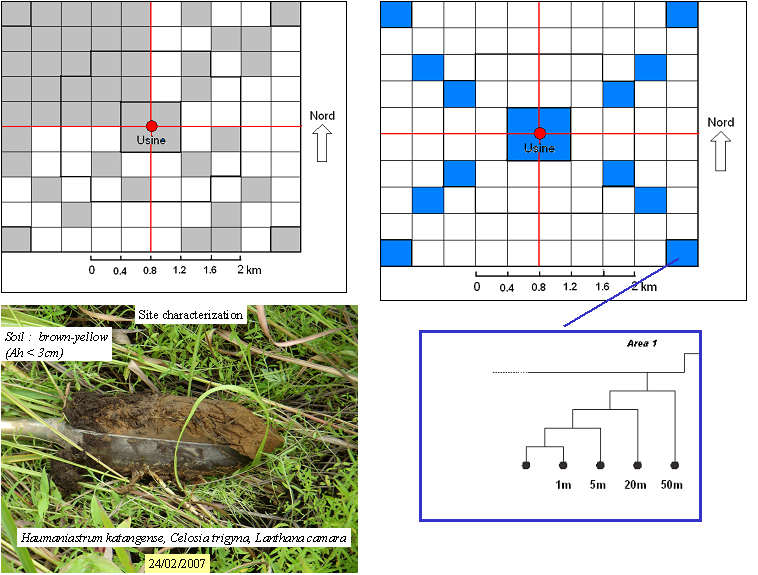 Nord
Usine
0 0.4 0.8 1.2 1.6 2 km
Nord
Usine
0 0.4 0.8 1.2 1.6 2 km
Site characterization
Soil : brown-yellow
(Ah < 3cm)
Haumaniastrum katangense, Celosia trigyna, Lanthana camara
24/02/2007
Area 1
1m 5m 20m 50m